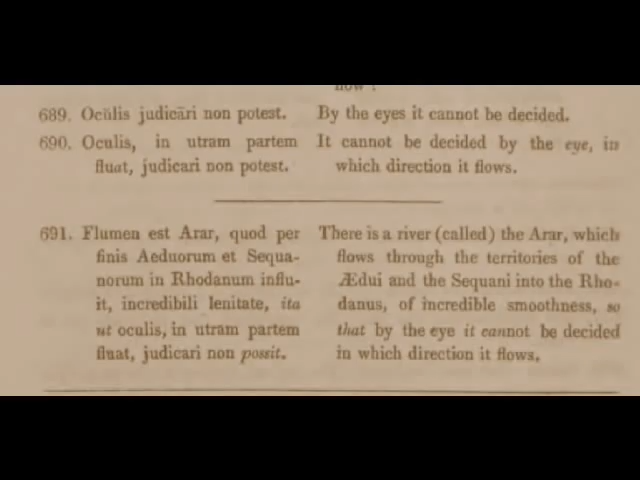 now ?
689. Ocŭlis judicāri non potest. By the eyes it cannot be decided.
690. Oculis, in utram partem It cannot be decided by the eye, in
fluat, judicari non potest. which direction it flows.
691. Flumen est Arar, quod per There is a river (called) the Arar, which
finis Aeduorum et Sequa- flows through the territories of the
norum in Rhodanum influ- Ædui and the Sequani into the Rho-
it, incredibili lenitate, ita danus, of incredible smoothness, so
ut oculis, in utram partem that by the eye it cannot be decided
fluat, judicari non possit. in which direction it flows.